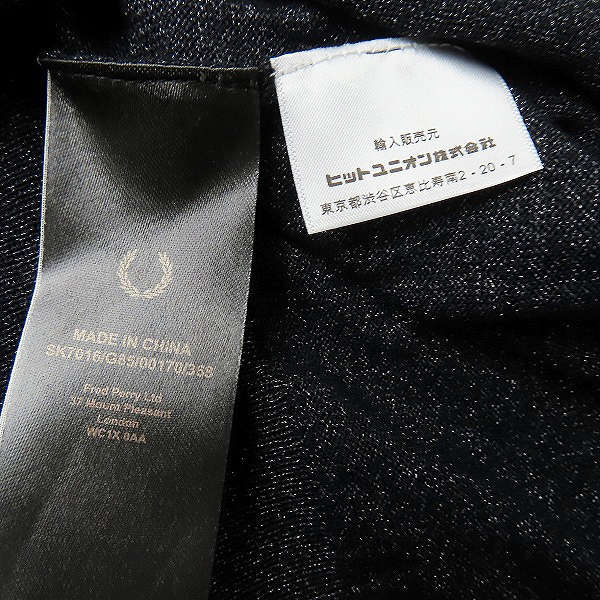 輸入販売元
ヒットユニオン株式会社
東京都渋谷区恵比寿南2-20-7
MADE IN CHINA
SK7016/G85/00170/363
Fred Perry Ltd
37 Mount Pleasant
London
WC1X 0AA